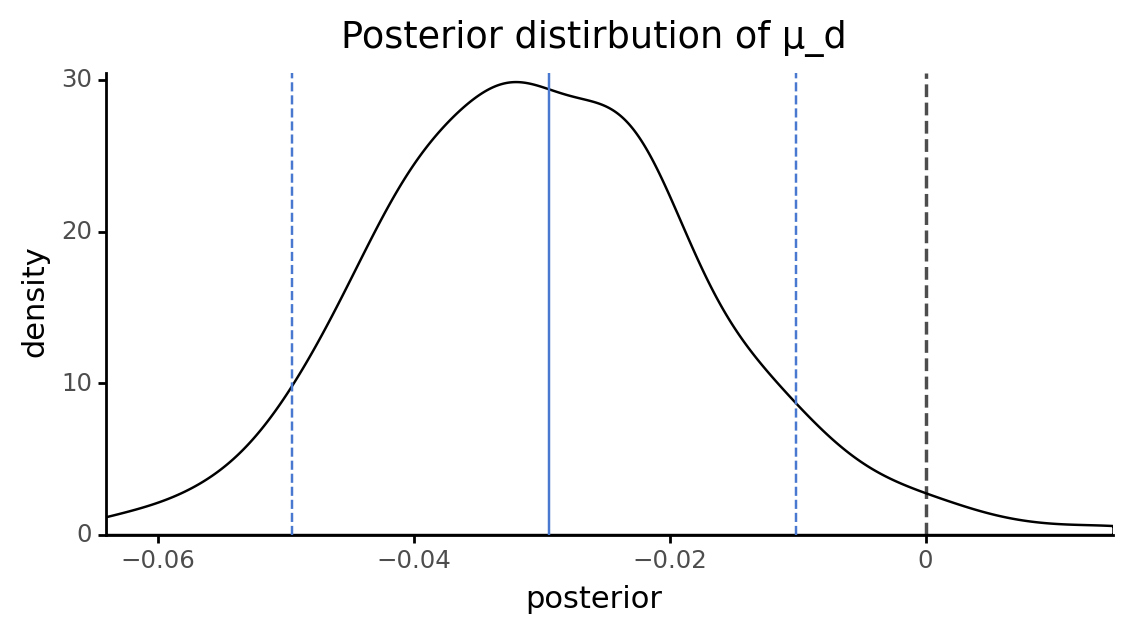 Posterior distirbution of μ_d
30
20
10
0
density
−0.06
−0.04
−0.02
0
posterior